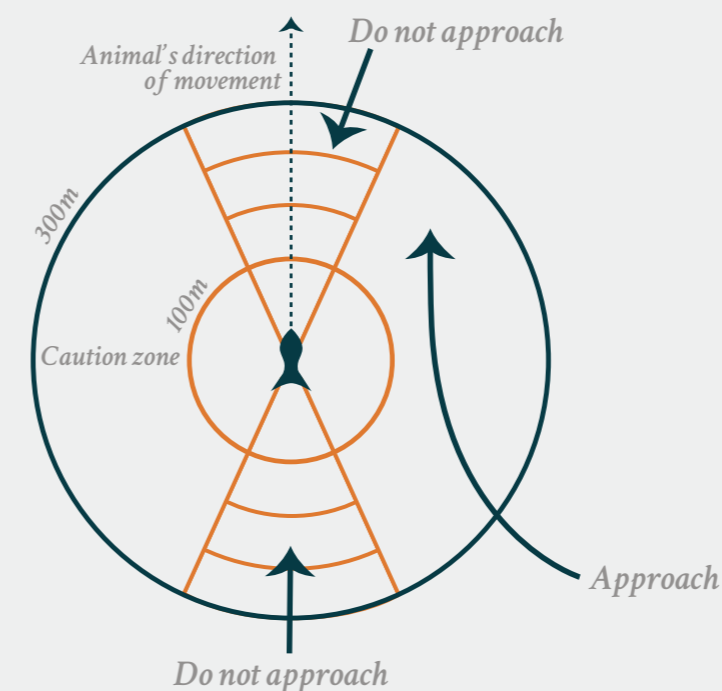 Do not approach
Animal's direction
of movement
300m
100m
Caution zone
Approach
Do not approach